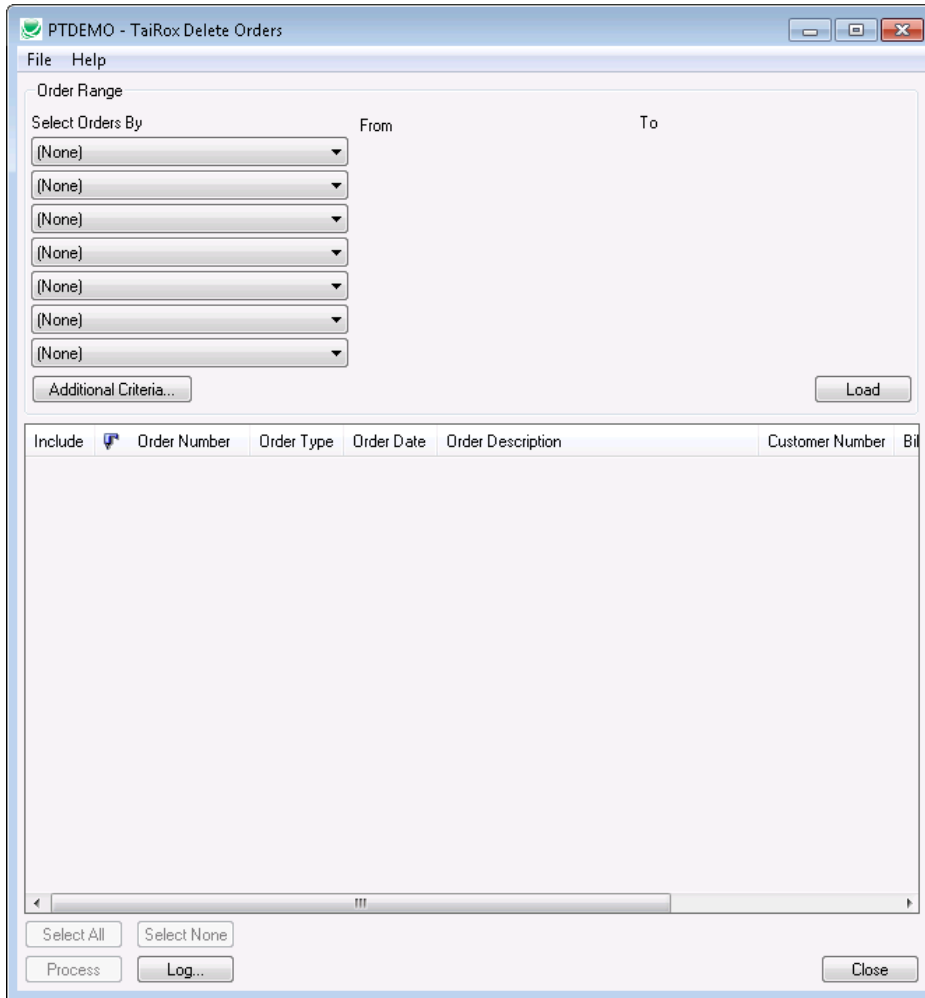 PTDEMO - TaiRox Delete Orders
File Help
Order Range
Select Orders By From To
(None)
(None)
(None)
(None)
(None)
(None)
(None)
Additional Criteria... Load
Include Order Number Order Type Order Date Order Description Customer Number Bil
Select All Select None
Process Log... Close